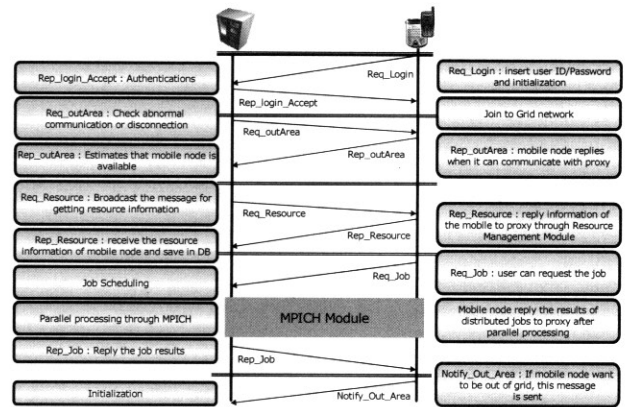 Req_Login
Rep_login_Accept : Authentications
Req_Login : insert user ID/Password
and initialization
Rep_login_Accept
Req_outArea : Check abnormal
communication or disconnection
Join to Grid network
Req_outArea
Rep_outArea : Estimates that mobile node is
available
Rep_outArea
Rep_outArea : mobile node replies
when it can communicate with proxy
Req_Resource : Broadcast the message for
getting resource information
Req_Resource
Rep_Resource : reply information of
the mobile to proxy through Resource
Management Module
Rep_Resource
Rep_Resource : receive the resource
information of mobile node and save in DB
Req_Job
Req_Job : user can request the job
Job Scheduling
Parallel processing through MPICH
MPICH Module
Mobile node reply the results of
distributed jobs to proxy after
parallel processing
Rep_Job : Reply the job results
Rep_Job
Notify_Out_Area : If mobile node want
to be out of grid, this message
is sent
Initialization
Notify_Out_Area